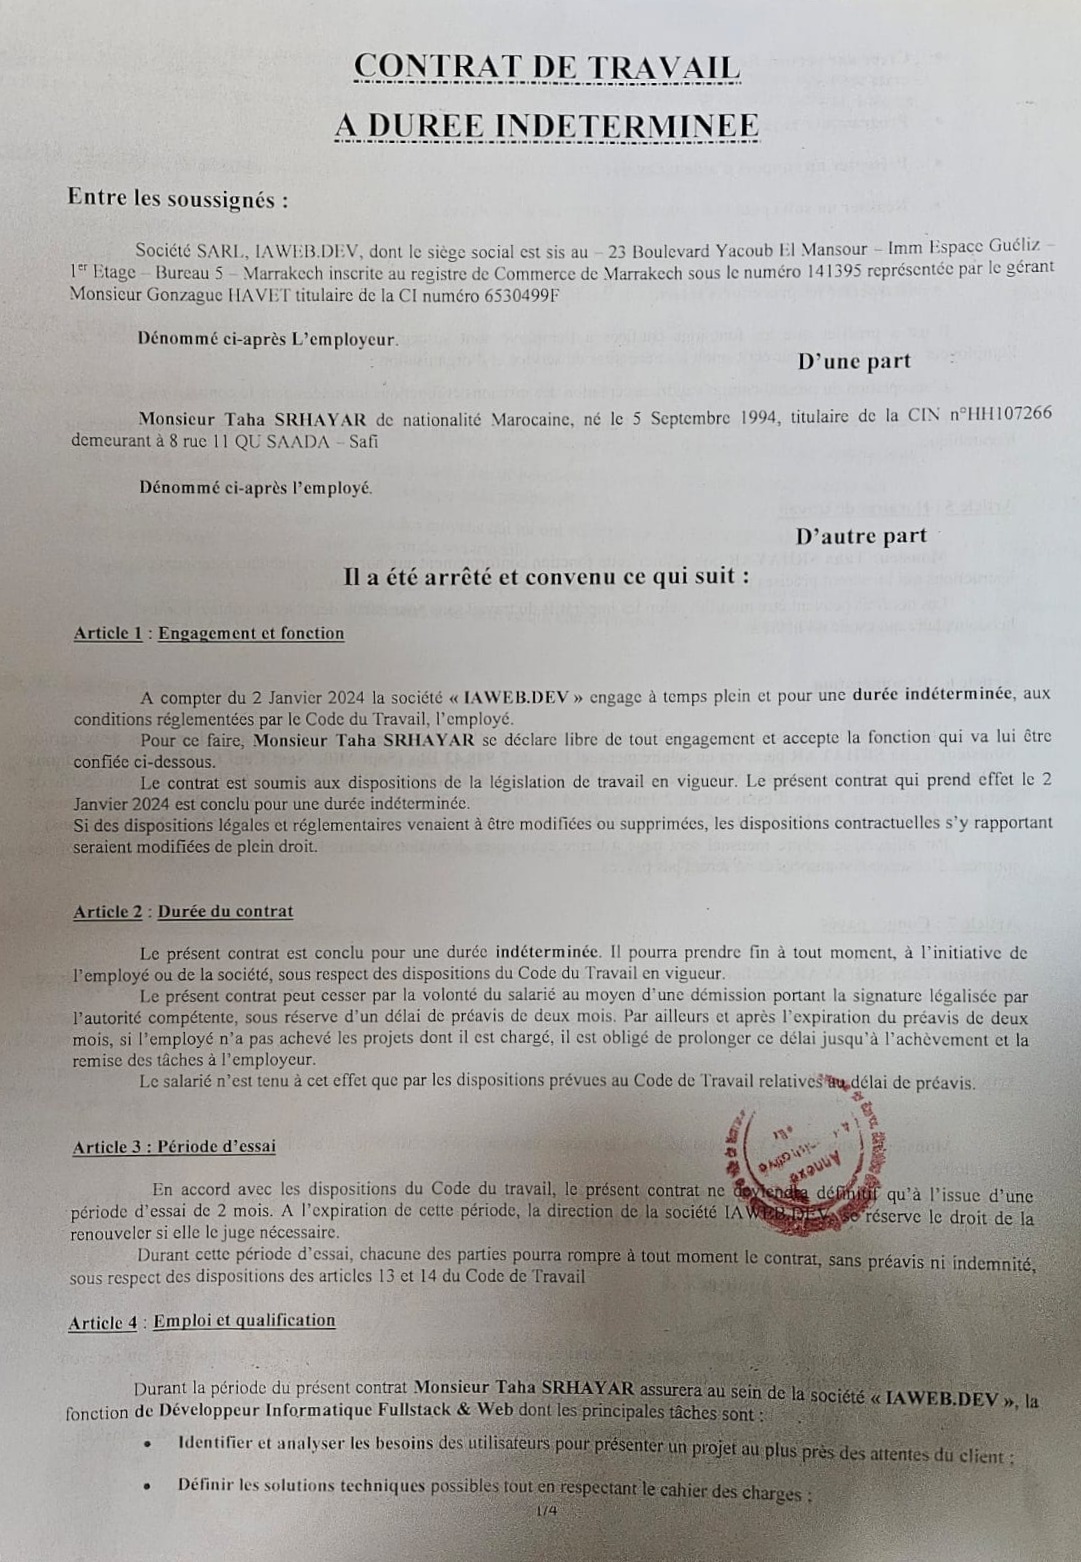 CONTRAT DE TRAVAIL
A DUREE INDETERMINEE
Entre les soussignés :
Société SARL, IAWEB.DEV, dont le siège social est sis au – 23 Boulevard Yacoub El Mansour – Imm Espace Guéliz –
1er Etage – Bureau 5 – Marrakech inscrite au registre de Commerce de Marrakech sous le numéro 141395 représentée par le gérant
Monsieur Gonzague HAVET titulaire de la CI numéro 6530499F
Dénommé ci-après L'employeur.
D'une part
Monsieur Taha SRHAYAR de nationalité Marocaine, né le 5 Septembre 1994, titulaire de la CIN n°HH107266
demeurant à 8 rue 11 QU SAADA – Safi
Dénommé ci-après l'employé.
D'autre part
Il a été arrêté et convenu ce qui suit :
Article 1 : Engagement et fonction
A compter du 2 Janvier 2024 la société « IAWEB.DEV » engage à temps plein et pour une durée indéterminée, aux
conditions réglementées par le Code du Travail, l'employé.
Pour ce faire, Monsieur Taha SRHAYAR se déclare libre de tout engagement et accepte la fonction qui va lui être
confiée ci-dessous.
Le contrat est soumis aux dispositions de la législation de travail en vigueur. Le présent contrat qui prend effet le 2
Janvier 2024 est conclu pour une durée indéterminée.
Si des dispositions légales et réglementaires venaient à être modifiées ou supprimées, les dispositions contractuelles s'y rapportant
seraient modifiées de plein droit.
Article 2 : Durée du contrat
Le présent contrat est conclu pour une durée indéterminée. Il pourra prendre fin à tout moment, à l'initiative de
l'employé ou de la société, sous respect des dispositions du Code du Travail en vigueur.
Le présent contrat peut cesser par la volonté du salarié au moyen d'une démission portant la signature légalisée par
l'autorité compétente, sous réserve d'un délai de préavis de deux mois. Par ailleurs et après l'expiration du préavis de deux
mois, si l'employé n'a pas achevé les projets dont il est chargé, il est obligé de prolonger ce délai jusqu'à l'achèvement et la
remise des tâches à l'employeur.
Le salarié n'est tenu à cet effet que par les dispositions prévues au Code de Travail relatives au délai de préavis.
Article 3 : Période d'essai
Annexe
En accord avec les dispositions du Code du travail, le présent contrat ne deviendra définitif qu'à l'issue d'une
période d'essai de 2 mois. A l'expiration de cette période, la direction de la société IAWEB.DEV, se réserve le droit de la
renouveler si elle le juge nécessaire.
Durant cette période d'essai, chacune des parties pourra rompre à tout moment le contrat, sans préavis ni indemnité,
sous respect des dispositions des articles 13 et 14 du Code de Travail
Article 4 : Emploi et qualification
Durant la période du présent contrat Monsieur Taha SRHAYAR assurera au sein de la société « IAWEB.DEV », la
fonction de Développeur Informatique Fullstack & Web dont les principales tâches sont :
• Identifier et analyser les besoins des utilisateurs pour présenter un projet au plus près des attentes du client ;
• Définir les solutions techniques possibles tout en respectant le cahier des charges ;
1/4